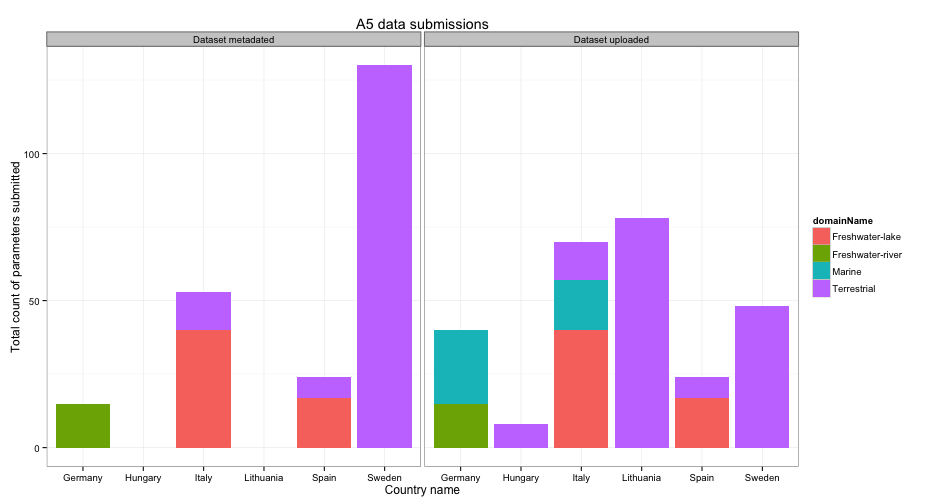 A5 data submissions
Dataset metadated
Dataset uploaded
Total count of parameters submitted
100
50
0
Germany Hungary Italy Lithuania Spain Sweden
Germany Hungary Italy Lithuania Spain Sweden
Country name
domainName
Freshwater-lake
Freshwater-river
Marine
Terrestrial